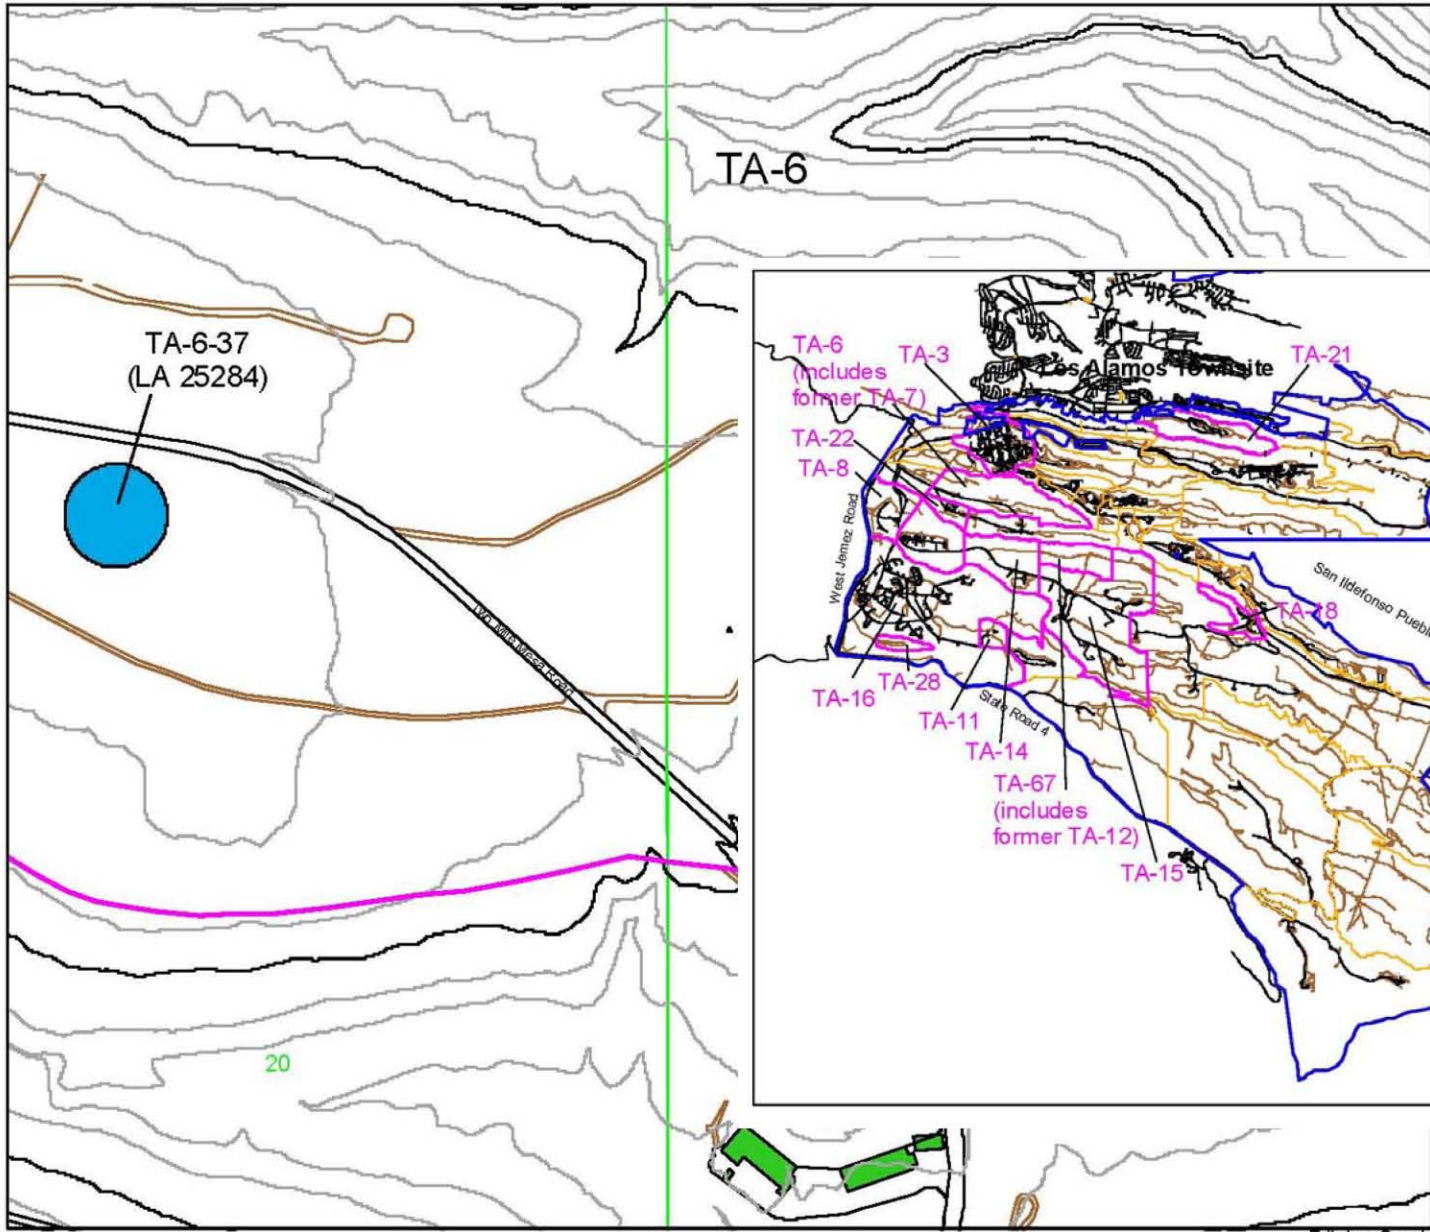 TA-6
TA-6-37
(LA 25284)
Two Mile Mesa Road
20
Los Alamos Townsite
TA-6
(includes
former TA-7)
TA-3
TA-21
TA-22
TA-8
West Jemez Road
San Ildefonso Pueblo
TA-18
TA-16
TA-28
TA-11
State Road 4
TA-14
TA-67
(includes
former TA-12)
TA-15